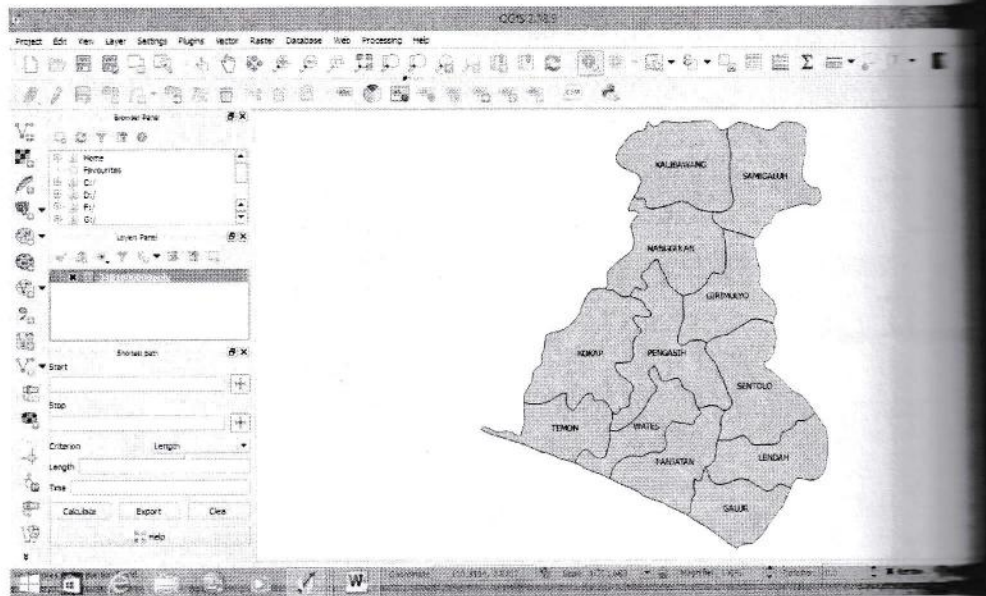 QGIS 2.18.9
Project Edit View Layer Settings Plugins Vector Raster Database Web Processing Help
Browser Panel
Home
Favourites
C:/
D:/
F:/
G:/
Layers Panel
Shortest path
Start
Stop
Criterion Length
Length
Time
Calculate Export Clear
Help
KALIBAWANG
SAMIGALUH
NANGGULAN
GIRIMULYO
KOKAP
PENGASIH
SENTOLO
TEMON
WATES
PANJATAN
LENDAH
GALUR
Coordinate